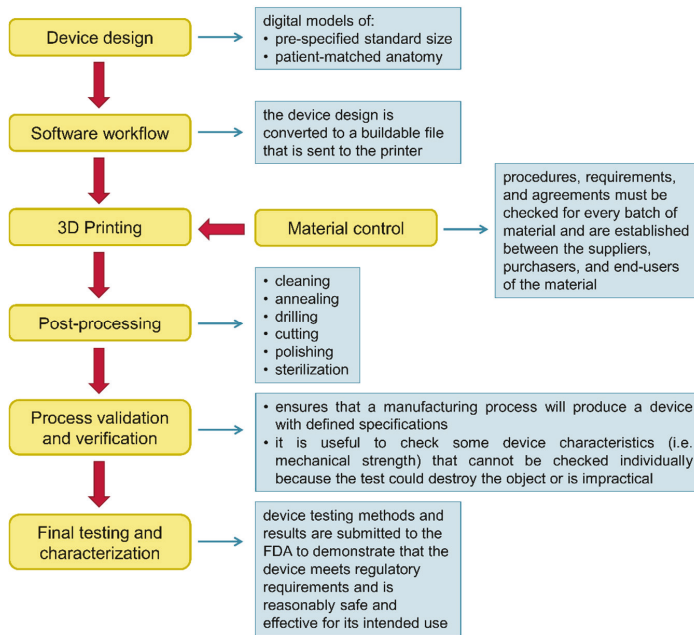 Device design
digital models of:
• pre-specified standard size
• patient-matched anatomy
Software workflow
the device design is
converted to a buildable file
that is sent to the printer
3D Printing
Material control
procedures, requirements,
and agreements must be
checked for every batch of
material and are established
between the suppliers,
purchasers, and end-users
of the material
Post-processing
• cleaning
• annealing
• drilling
• cutting
• polishing
• sterilization
Process validation
and verification
• ensures that a manufacturing process will produce a device
with defined specifications
• it is useful to check some device characteristics (i.e.
mechanical strength) that cannot be checked individually
because the test could destroy the object or is impractical
Final testing and
characterization
device testing methods and
results are submitted to the
FDA to demonstrate that the
device meets regulatory
requirements and is
reasonably safe and
effective for its intended use